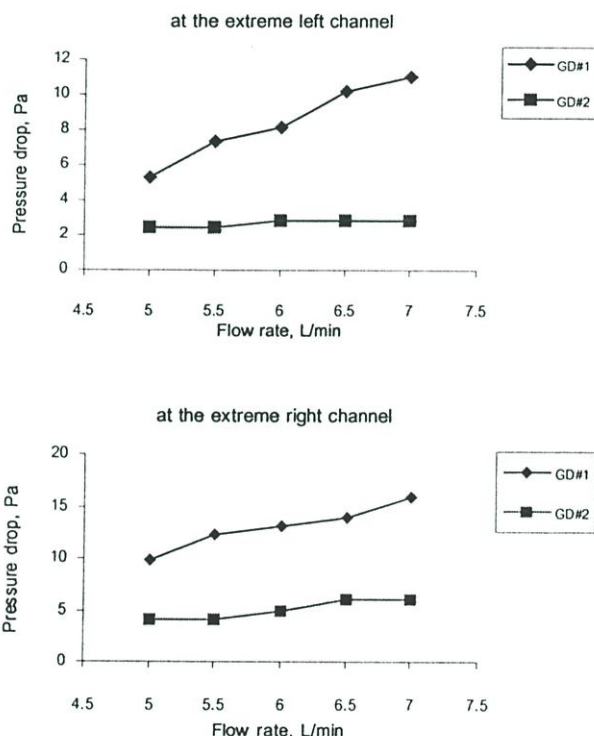 at the extreme left channel
12
10
8
6
4
2
0
Pressure drop, Pa
4.5 5 5.5 6 6.5 7 7.5
Flow rate, L/min
GD#1
GD#2
at the extreme right channel
20
15
10
5
0
Pressure drop, Pa
4.5 5 5.5 6 6.5 7 7.5
Flow rate, L/min
GD#1
GD#2